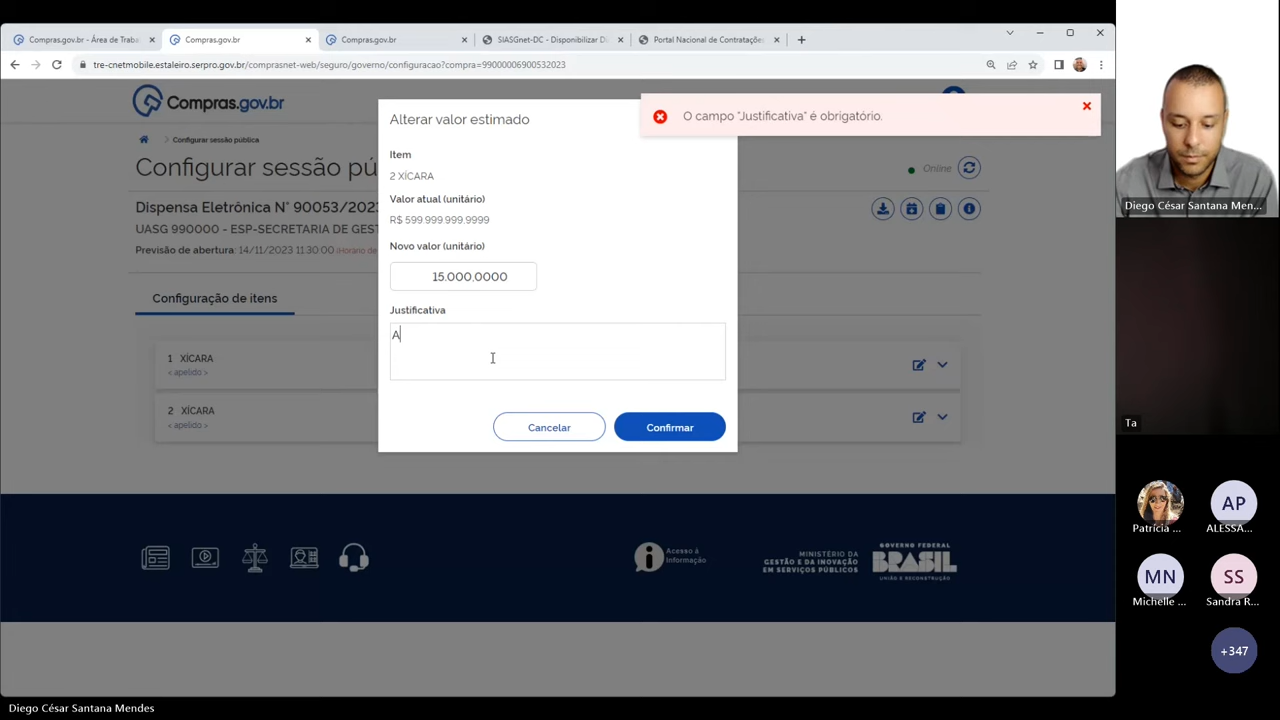 Compras.gov.br - Área de Traba
Compras.gov.br
Compras.gov.br
SIASGnet-DC - Disponibilizar D
Portal Nacional de Contrataçõe
tre-cnetmobile.estaleiro.serpro.gov.br/comprasnet-web/seguro/governo/configuracao?compra=99000006900532023
Compras.gov.br
Alterar valor estimado
O campo "Justificativa" é obrigatório.
Configurar sessão pública
Item
2 XÍCARA
Configurar sessão pú
Online
Valor atual (unitário)
R$ 599.999.999,9999
Dispensa Eletrônica N° 90053/2023
UASG 990000 - ESP-SECRETARIA DE GEST
Previsão de abertura: 14/11/2023 11:30:00 (Horário de
Novo valor (unitário)
15.000,0000
Configuração de itens
Justificativa
A
1 XÍCARA
< apelido >
2 XÍCARA
< apelido >
Cancelar
Confirmar
Acesso à
Informação
MINISTÉRIO DA
GESTÃO E DA INOVAÇÃO
EM SERVIÇOS PÚBLICOS
GOVERNO FEDERAL
BRASIL
UNIÃO E RECONSTRUÇÃO
Diego César Santana Men...
Ta
Patrícia ...
AP
ALESSA...
MN
Michelle ...
SS
Sandra R...
+347
Diego César Santana Mendes